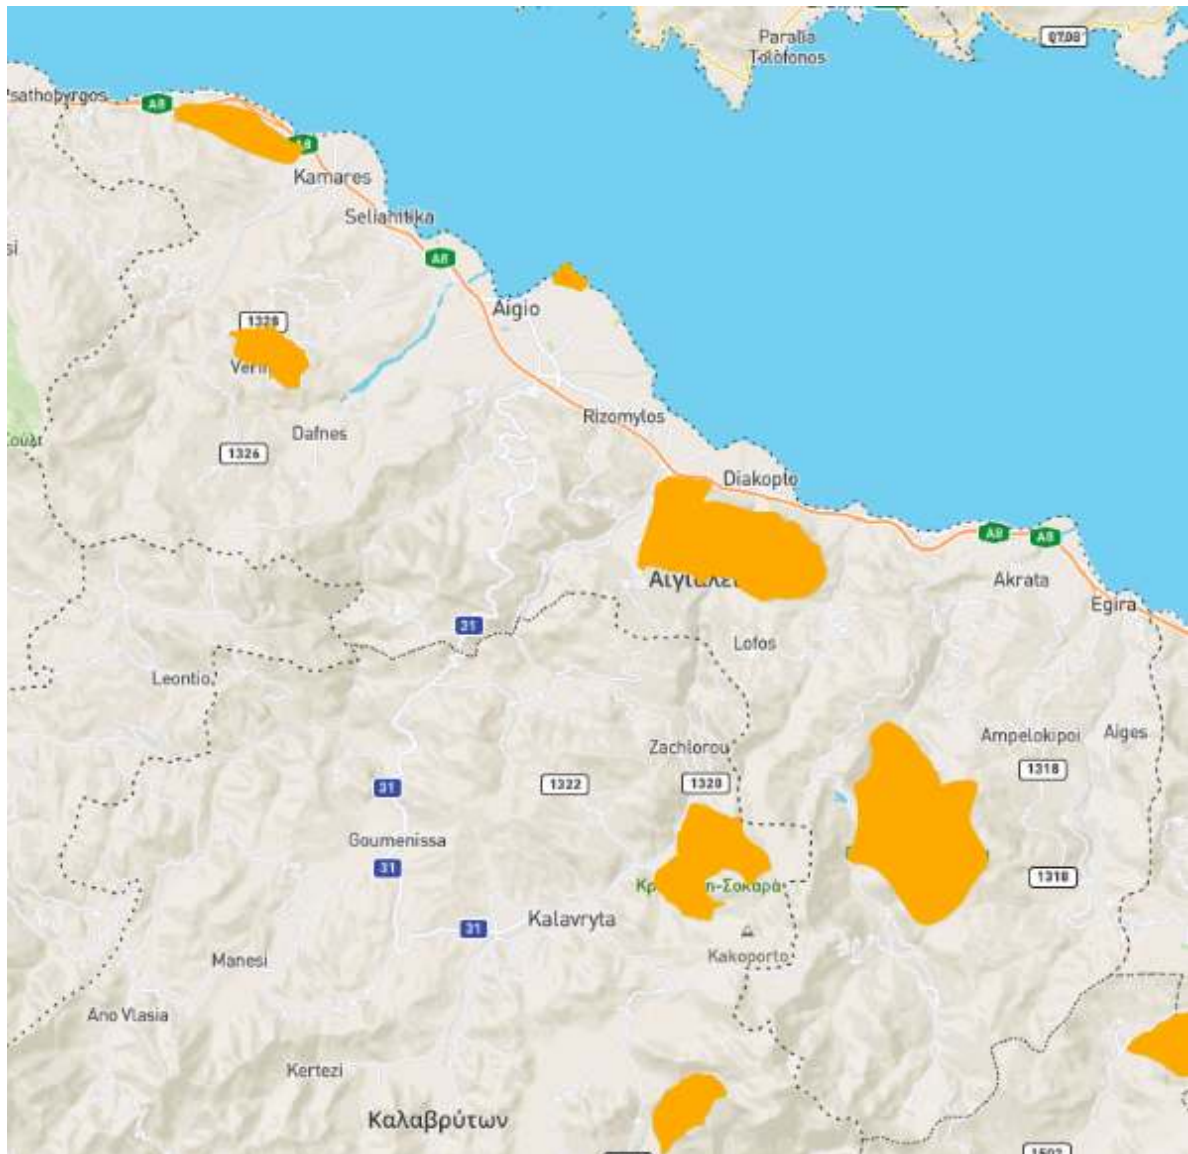 Paralia
Tolofonos
Psathopyrgos
A8
A8
Kamares
Selianitika
A8
Aigio
1328
Dafnes
1326
Rizomylos
Diakopto
A8
A8
Akrata
Egira
31
Lofos
Leontio
Zachlorou
Ampelokipoi
Aiges
1318
31
1322
1320
Goumenissa
31
1318
Kalavryta
31
Kakoporto
Manesi
Ano Vlasia
Kertezi
Καλαβρύτων